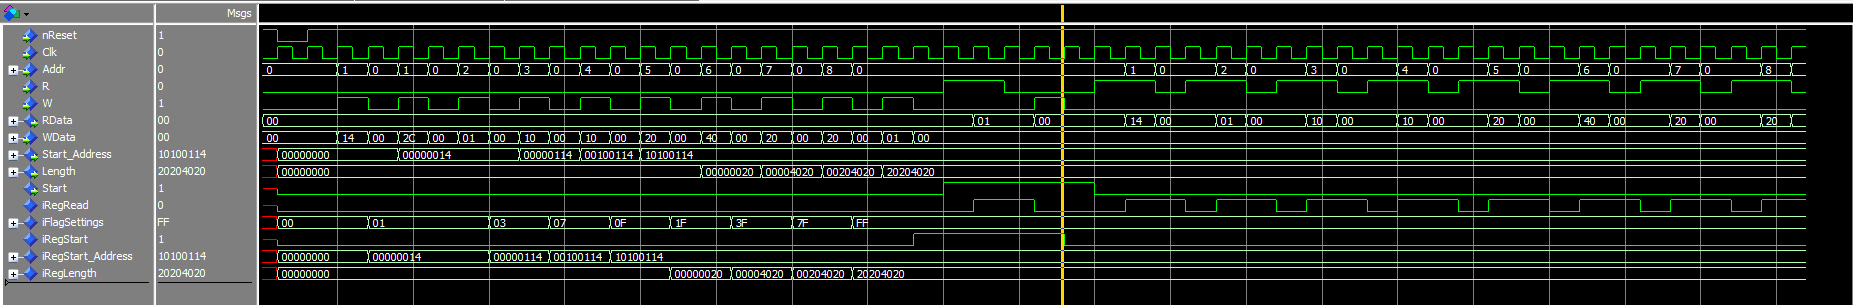 Msgs
nReset 1
Clk 0
Addr 0 0 1 0 1 0 2 0 3 0 4 0 5 0 6 0 7 0 8 0 1 0 2 0 3 0 4 0 5 0 6 0 7 0 8
R 0
W 1
RData 00 00 01 00 14 00 01 00 10 00 10 00 20 00 40 00 20 00 20
WData 00 00 14 00 2C 00 01 00 10 00 10 00 20 00 40 00 20 00 20 00 01 00
Start_Address 10100114 00000000 00000014 00000114 00100114 10100114
Length 20204020 00000000 00000020 00004020 00204020 20204020
Start 1
iRegRead 0
iFlagSettings FF 00 01 03 07 0F 1F 3F 7F FF
iRegStart 1
iRegStart_Address 10100114 00000000 00000014 00000114 00100114 10100114
iRegLength 20204020 00000000 00000020 00004020 00204020 20204020